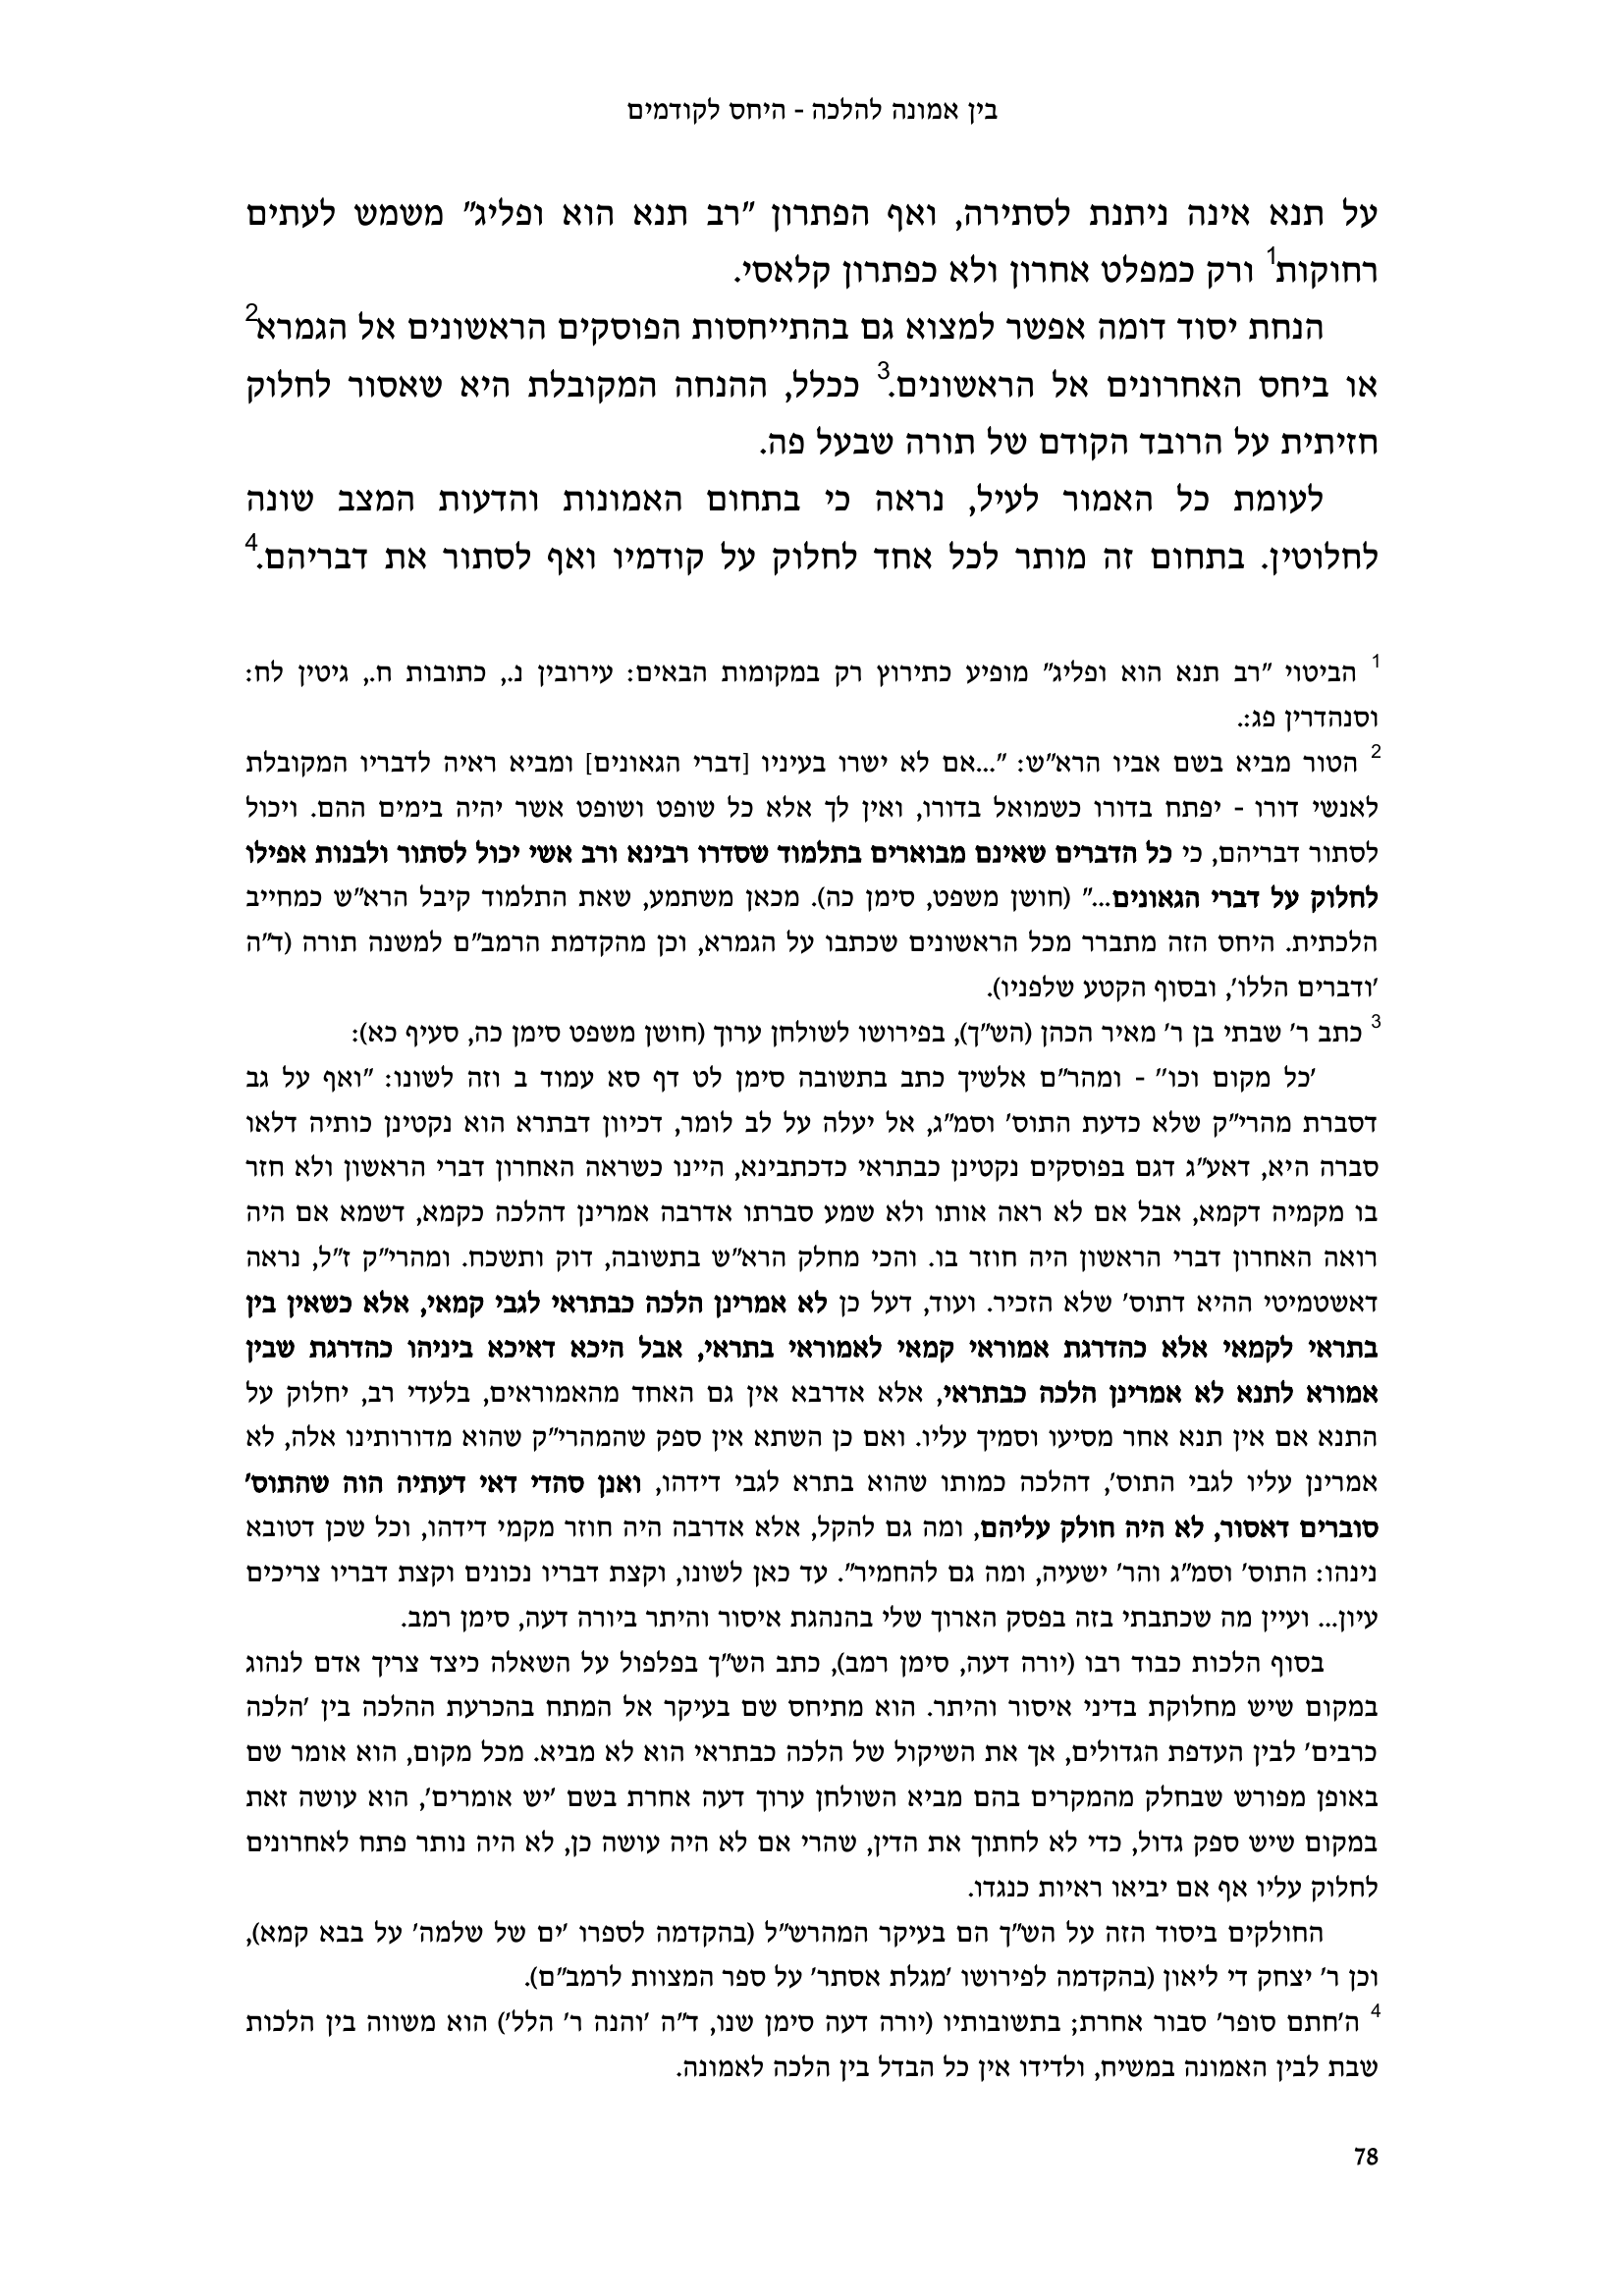 בין אמונה להלכה - היחס לקודמים
על תנא אינה ניתנת לסתירה, ואף הפתרון "רב תנא הוא ופליג" משמש לעתים
רחוקות1 ורק כמפלט אחרון ולא כפתרון קלאסי.
הנחת יסוד דומה אפשר למצוא גם בהתייחסות הפוסקים הראשונים אל הגמרא2
או ביחס האחרונים אל הראשונים.3 ככלל, ההנחה המקובלת היא שאסור לחלוק
חזיתית על הרובד הקודם של תורה שבעל פה.
לעומת כל האמור לעיל, נראה כי בתחום האמונות והדעות המצב שונה
לחלוטין. בתחום זה מותר לכל אחד לחלוק על קודמיו ואף לסתור את דבריהם.4
1 הביטוי "רב תנא הוא ופליג" מופיע כתירוץ רק במקומות הבאים: עירובין נ., כתובות ח., גיטין לח:
וסנהדרין פג:.
2 הטור מביא בשם אביו הרא"ש: "...אם לא ישרו בעיניו [דברי הגאונים] ומביא ראיה לדבריו המקובלת
לאנשי דורו - יפתח בדורו כשמואל בדורו, ואין לך אלא כל שופט ושופט אשר יהיה בימים ההם. ויכול
לסתור דבריהם, כי כל הדברים שאינם מבוארים בתלמוד שסדרו רבינא ורב אשי יכול לסתור ולבנות אפילו
לחלוק על דברי הגאונים..." (חושן משפט, סימן כה). מכאן משתמע, שאת התלמוד קיבל הרא"ש כמחייב
הלכתית. היחס הזה מתברר מכל הראשונים שכתבו על הגמרא, וכן מהקדמת הרמב"ם למשנה תורה (ד"ה
'ודברים הללו', ובסוף הקטע שלפניו).
3 כתב ר' שבתי בן ר' מאיר הכהן (הש"ך), בפירושו לשולחן ערוך (חושן משפט סימן כה, סעיף כא):
'כל מקום וכו'' - ומהר"ם אלשיך כתב בתשובה סימן לט דף סא עמוד ב וזה לשונו: "ואף על גב
דסברת מהרי"ק שלא כדעת התוס' וסמ"ג, אל יעלה על לב לומר, דכיוון דבתרא הוא נקטינן כותיה דלאו
סברה היא, דאע"ג דגם בפוסקים נקטינן כבתראי כדכתבינא, היינו כשראה האחרון דברי הראשון ולא חזר
בו מקמיה דקמא, אבל אם לא ראה אותו ולא שמע סברתו אדרבה אמרינן דהלכה כקמא, דשמא אם היה
רואה האחרון דברי הראשון היה חוזר בו. והכי מחלק הרא"ש בתשובה, דוק ותשכח. ומהרי"ק ז"ל, נראה
דאשטמיטי ההיא דתוס' שלא הזכיר. ועוד, דעל כן לא אמרינן הלכה כבתראי לגבי קמאי, אלא כשאין בין
בתראי לקמאי אלא כהדרגת אמוראי קמאי לאמוראי בתראי, אבל היכא דאיכא ביניהו כהדרגת שבין
אמורא לתנא לא אמרינן הלכה כבתראי, אלא אדרבא אין גם האחד מהאמוראים, בלעדי רב, יחלוק על
התנא אם אין תנא אחר מסיעו וסמיך עליו. ואם כן השתא אין ספק שהמהרי"ק שהוא מדורותינו אלה, לא
אמרינן עליו לגבי התוס', דהלכה כמותו שהוא בתרא לגבי דידהו, ואנן סהדי דאי דעתיה הוה שהתוס'
סוברים דאסור, לא היה חולק עליהם, ומה גם להקל, אלא אדרבה היה חוזר מקמי דידהו, וכל שכן דטובא
נינהו: התוס' וסמ"ג והר' ישעיה, ומה גם להחמיר". עד כאן לשונו, וקצת דבריו נכונים וקצת דבריו צריכים
עיון... ועיין מה שכתבתי בזה בפסק הארוך שלי בהנהגת איסור והיתר ביורה דעה, סימן רמב.
בסוף הלכות כבוד רבו (יורה דעה, סימן רמב), כתב הש"ך בפלפול על השאלה כיצד צריך אדם לנהוג
במקום שיש מחלוקת בדיני איסור והיתר. הוא מתיחס שם בעיקר אל המתח בהכרעת ההלכה בין 'הלכה
כרבים' לבין העדפת הגדולים, אך את השיקול של הלכה כבתראי הוא לא מביא. מכל מקום, הוא אומר שם
באופן מפורש שבחלק מהמקרים בהם מביא השולחן ערוך דעה אחרת בשם 'יש אומרים', הוא עושה זאת
במקום שיש ספק גדול, כדי לא לחתוך את הדין, שהרי אם לא היה עושה כן, לא היה נותר פתח לאחרונים
לחלוק עליו אף אם יביאו ראיות כנגדו.
החולקים ביסוד הזה על הש"ך הם בעיקר המהרש"ל (בהקדמה לספרו 'ים של שלמה' על בבא קמא),
וכן ר' יצחק די ליאון (בהקדמה לפירושו 'מגלת אסתר' על ספר המצוות לרמב"ם).
4 ה'חתם סופר' סבור אחרת; בתשובותיו (יורה דעה סימן שנו, ד"ה 'והנה ר' הלל') הוא משווה בין הלכות
שבת לבין האמונה במשיח, ולדידו אין כל הבדל בין הלכה לאמונה.
78